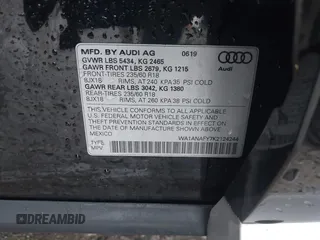 MFD. BY AUDI AG 0619
GVWR LBS 5434, KG 2465
GAWR FRONT LBS 2679, KG 1215
FRONT-TIRES 235/60 R18
8JX18 RIMS, AT 240 KPA 35 PSI COLD
GAWR REAR LBS 3042, KG 1380
REAR-TIRES 235/60 R18
8JX18 RIMS, AT 260 KPA 38 PSI COLD
THIS VEHICLE CONFORMS TO ALL APPLICABLE
U.S. FEDERAL MOTOR VEHICLE SAFETY AND
THEFT PREVENTION STANDARDS IN EFFECT ON
THE DATE OF MANUFACTURE SHOWN ABOVE.
MEXICO
Audi
TYPE:
MPV
DREAMBID.COM